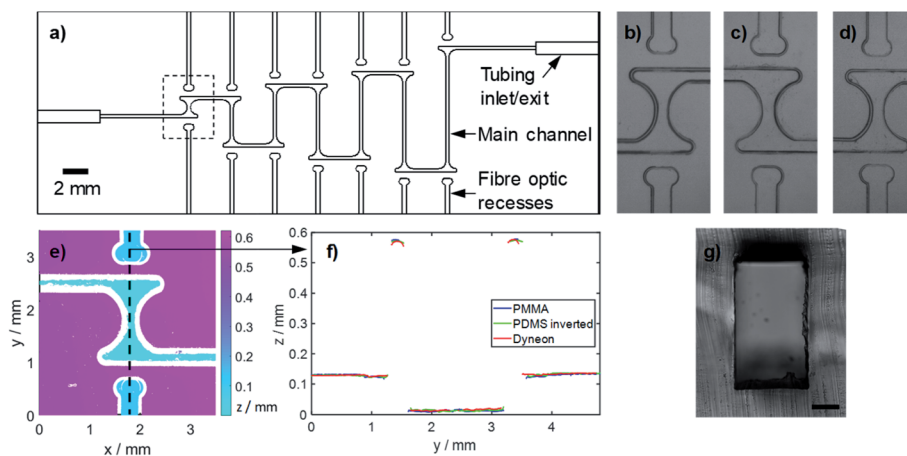 a)
Tubing
inlet/exit
Main channel
Fibre optic
recesses
2 mm
b)
c)
d)
e)
3
2
1
0
y / mm
0
1
2
3
x / mm
0.6
0.5
0.4
0.3
0.2
0.1
z / mm
f)
0.6
0.5
0.4
0.3
0.2
0.1
0
z / mm
0
1
2
3
4
y / mm
PMMA
PDMS inverted
Dyneon
g)